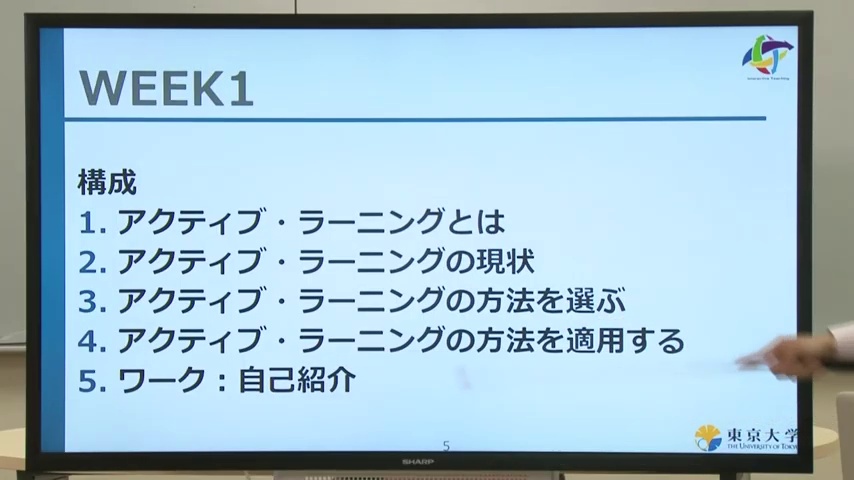 WEEK1
Interactive Teaching
構成
1. アクティブ・ラーニングとは
2. アクティブ・ラーニングの現状
3. アクティブ・ラーニングの方法を選ぶ
4. アクティブ・ラーニングの方法を適用する
5. ワーク：自己紹介
5
東京大学
THE UNIVERSITY OF TOKYO
SHARP